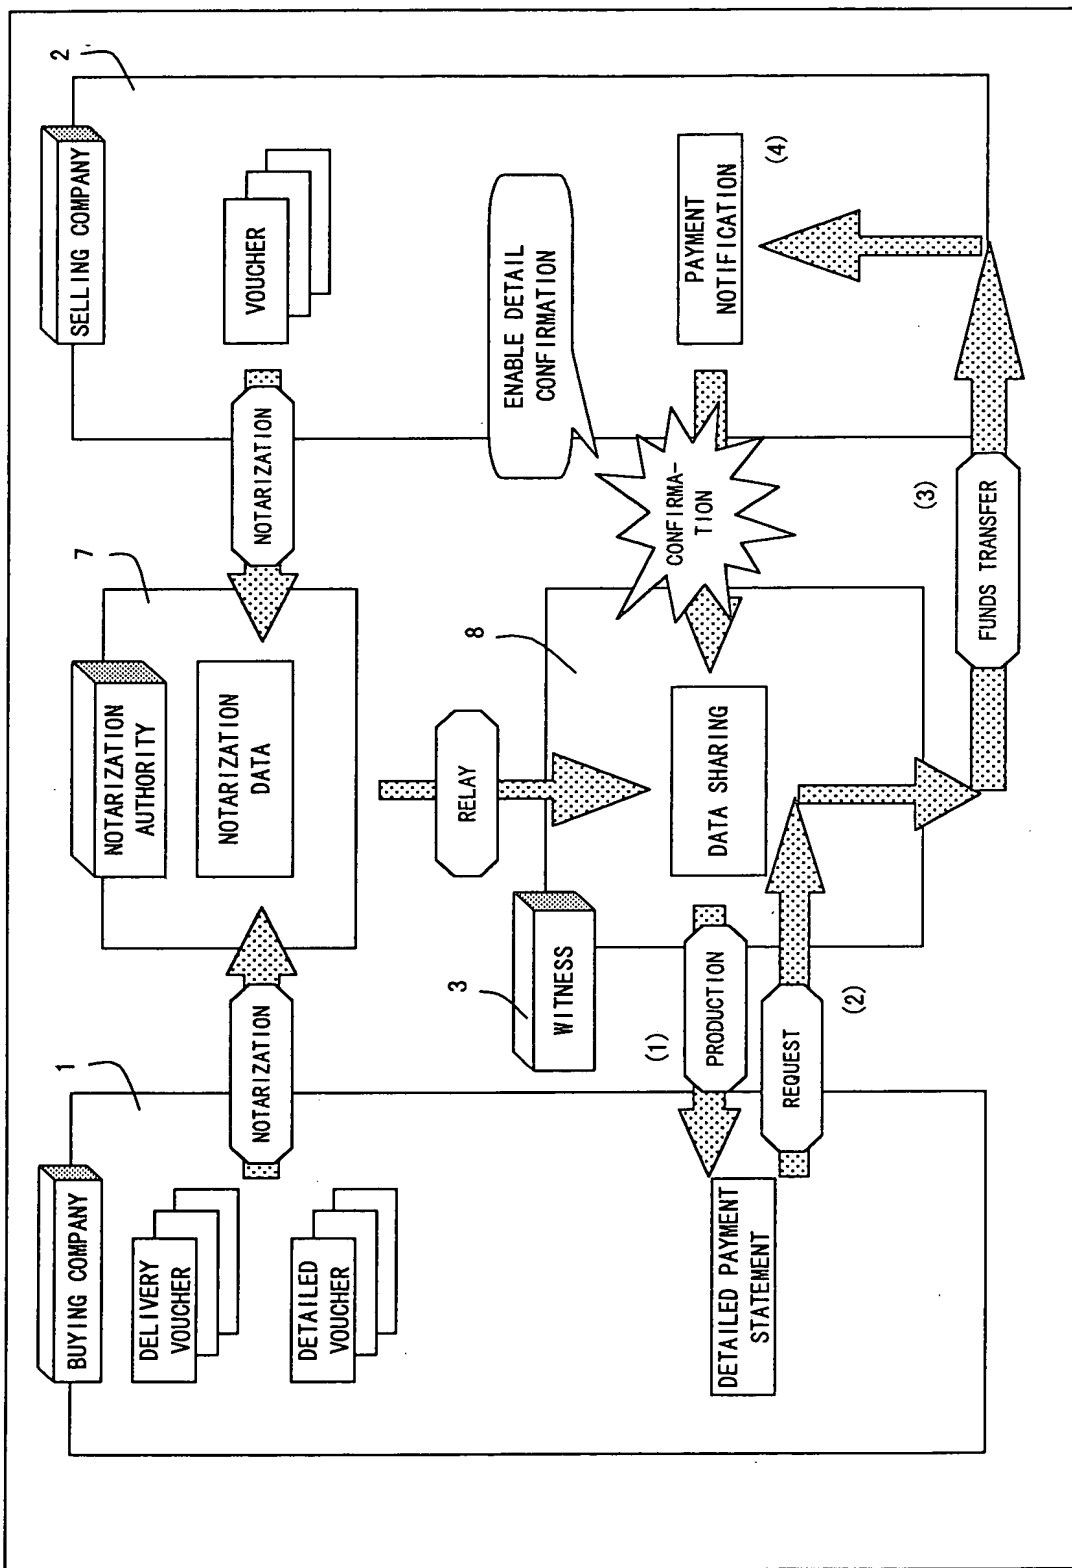 BUYING COMPANY
1
DELIVERY
VOUCHER
DETAILED
VOUCHER
NOTARIZATION
NOTARIZATION
AUTHORITY
7
NOTARIZATION
DATA
NOTARIZATION
SELLING COMPANY
2
VOUCHER
RELAY
3
WITNESS
8
DATA SHARING
ENABLE DETAIL
CONFIRMATION
CONFIRMA-
TION
PAYMENT
NOTIFICATION
(4)
(1)
PRODUCTION
DETAILED PAYMENT
STATEMENT
REQUEST
(2)
(3)
FUNDS TRANSFER